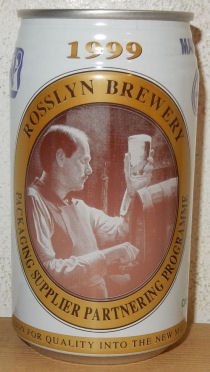 1999
ROSSLYN BREWERY
PACKAGING SUPPLIER PARTNERING PROGRAMME
FOR QUALITY INTO THE NEW